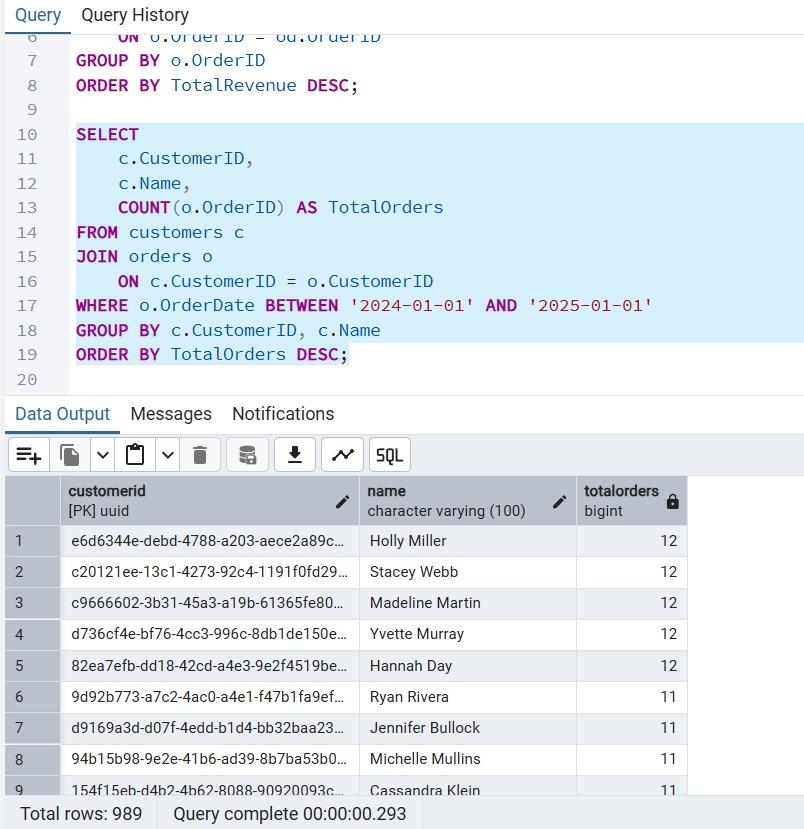 Query Query History
6 ON o.OrderID = od.OrderID
7 GROUP BY o.OrderID
8 ORDER BY TotalRevenue DESC;
9
10 SELECT
11 c.CustomerID,
12 c.Name,
13 COUNT(o.OrderID) AS TotalOrders
14 FROM customers c
15 JOIN orders o
16 ON c.CustomerID = o.CustomerID
17 WHERE o.OrderDate BETWEEN '2024-01-01' AND '2025-01-01'
18 GROUP BY c.CustomerID, c.Name
19 ORDER BY TotalOrders DESC;
20
Data Output Messages Notifications
SQL
customerid name totalorders
[PK] uuid character varying (100) bigint
1 e6d6344e-debd-4788-a203-aece2a89c... Holly Miller 12
2 c20121ee-13c1-4273-92c4-1191f0fd29... Stacey Webb 12
3 c9666602-3b31-45a3-a19b-61365fe80... Madeline Martin 12
4 d736cf4e-bf76-4cc3-996c-8db1de150e... Yvette Murray 12
5 82ea7efb-dd18-42cd-a4e3-9e2f4519be... Hannah Day 12
6 9d92b773-a7c2-4ac0-a4e1-f47b1fa9ef... Ryan Rivera 11
7 d9169a3d-d07f-4edd-b1d4-bb32baa23... Jennifer Bullock 11
8 94b15b98-9e2e-41b6-ad39-8b7ba53b0... Michelle Mullins 11
9 154f15eb-d4b2-4b62-8088-90920093c... Cassandra Klein 11
Total rows: 989 Query complete 00:00:00.293